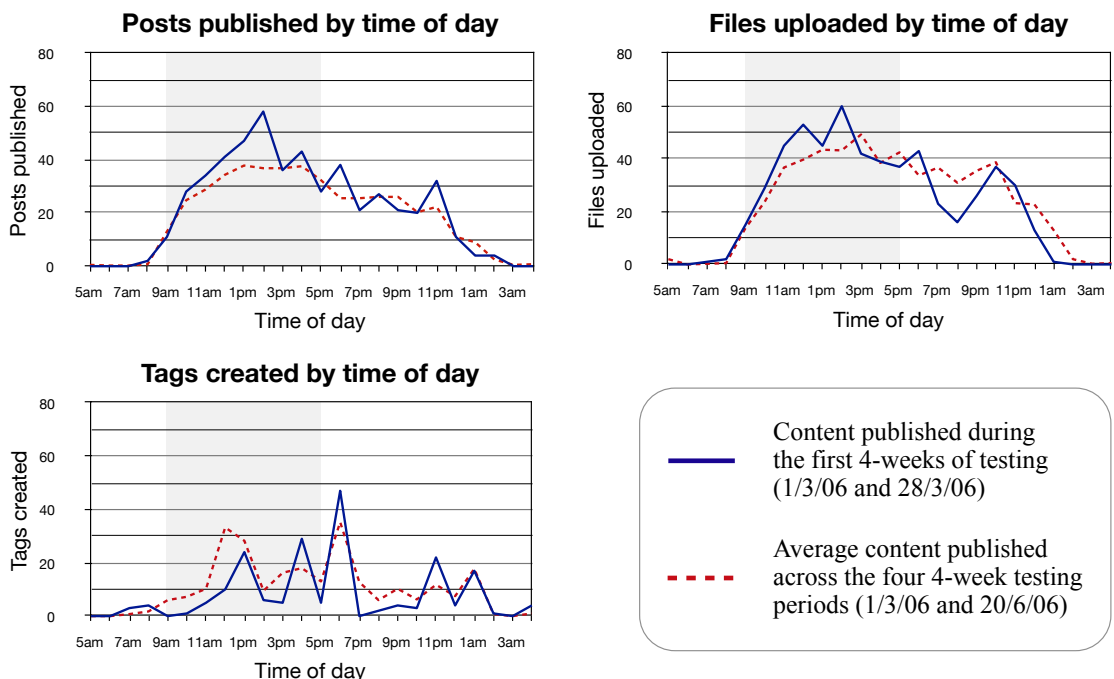 Posts published by time of day
80
60
40
20
0
Posts published
5am 7am 9am 11am 1pm 3pm 5pm 7pm 9pm 11pm 1am 3am
Time of day
Files uploaded by time of day
80
60
40
20
0
Files uploaded
5am 7am 9am 11am 1pm 3pm 5pm 7pm 9pm 11pm 1am 3am
Time of day
Tags created by time of day
80
60
40
20
0
Tags created
5am 7am 9am 11am 1pm 3pm 5pm 7pm 9pm 11pm 1am 3am
Time of day
Content published during
the first 4-weeks of testing
(1/3/06 and 28/3/06)
Average content published
across the four 4-week testing
periods (1/3/06 and 20/6/06)